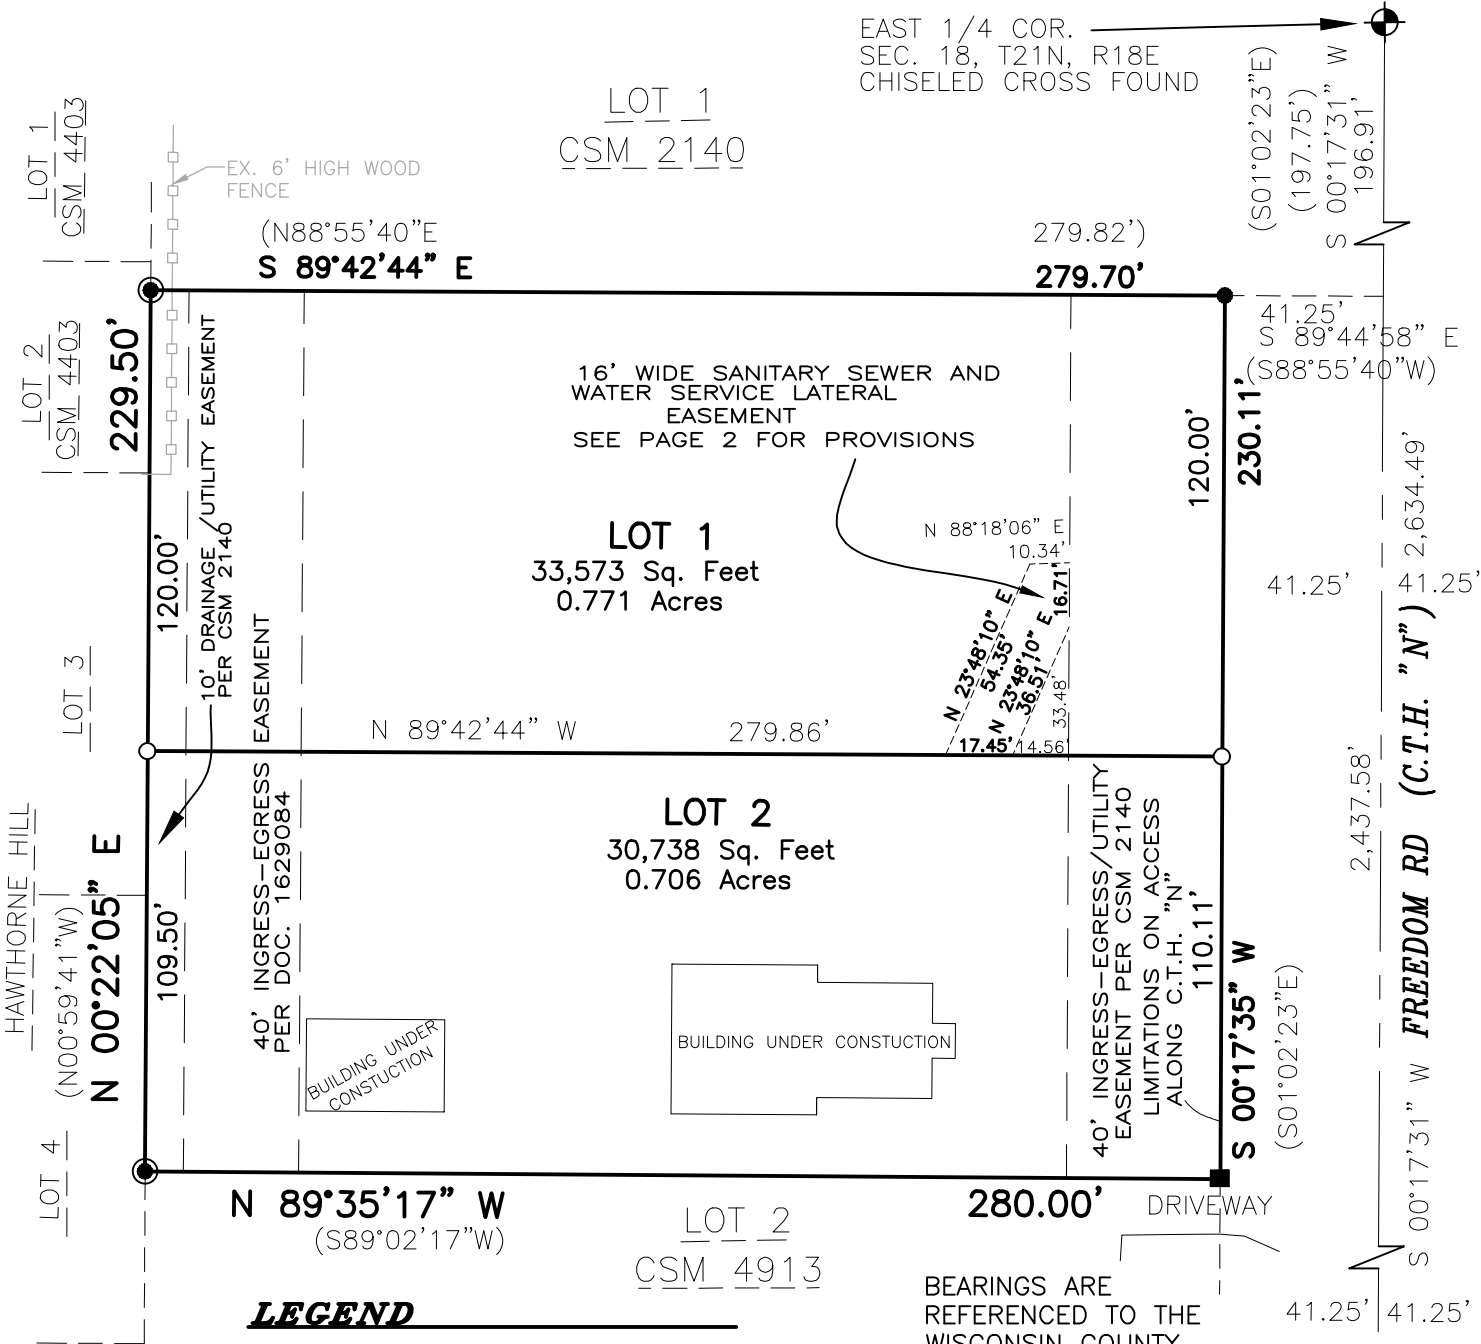 EAST 1/4 COR.
SEC. 18, T21N, R18E
CHISELED CROSS FOUND
(S01°02'23"E)
(197.75')
S 00°17'31" W
196.91'
LOT 1
CSM 2140
LOT 1
CSM 4403
EX. 6' HIGH WOOD
FENCE
(N88°55'40"E
279.82')
S 89°42'44" E
279.70'
41.25'
S 89°44'58" E
(S88°55'40"W)
LOT 2
CSM 4403
229.50'
10' DRAINAGE/UTILITY EASEMENT
PER CSM 2140
120.00'
16' WIDE SANITARY SEWER AND
WATER SERVICE LATERAL
EASEMENT
SEE PAGE 2 FOR PROVISIONS
120.00'
230.11'
2,634.49'
LOT 1
33,573 Sq. Feet
0.771 Acres
N 88°18'06" E
10.34'
16.71'
N 23°48'10" E
54.35'
N 23°48'10" E
36.51'
33.48'
17.45'
14.56'
41.25'
41.25'
LOT 3
N 89°42'44" W
279.86'
40' INGRESS-EGRESS EASEMENT
PER DOC. 1629084
LOT 2
30,738 Sq. Feet
0.706 Acres
40' INGRESS-EGRESS/UTILITY
EASEMENT PER CSM 2140
LIMITATIONS ON ACCESS
ALONG C.T.H. "N"
110.11'
S 00°17'35" W
(S01°02'23"E)
2,437.58'
FREEDOM RD (C.T.H. "N")
S 00°17'31" W
HAWTHORNE HILL
(N00°59'41"W)
N 00°22'05" E
109.50'
BUILDING UNDER
CONSTUCTION
BUILDING UNDER CONSTUCTION
LOT 4
N 89°35'17" W
280.00'
(S89°02'17"W)
DRIVEWAY
LOT 2
CSM 4913
BEARINGS ARE
REFERENCED TO THE
WISCONSIN COUNTY
41.25'
41.25'
LEGEND